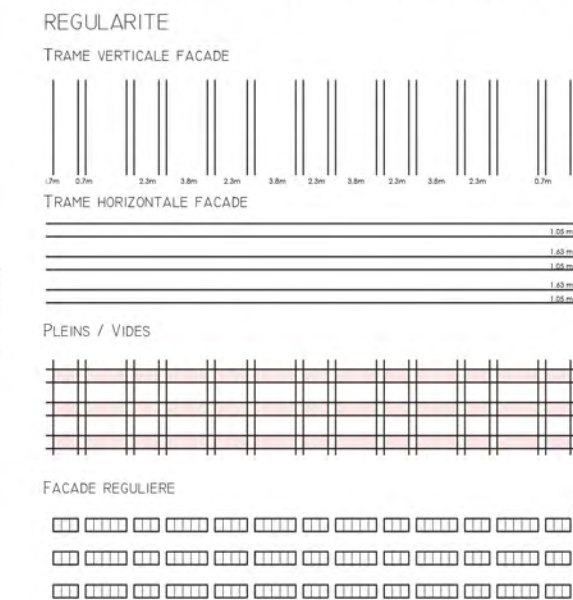 REGULARITE
TRAME VERTICALE FACADE
.7m 0.7m 2.3m 3.8m 2.3m 3.8m 2.3m 3.8m 2.3m 3.8m 2.3m 0.7m
TRAME HORIZONTALE FACADE
1.05 m
1.63 m
1.05 m
1.63 m
1.05 m
PLEINS / VIDES
FACADE REGULIERE